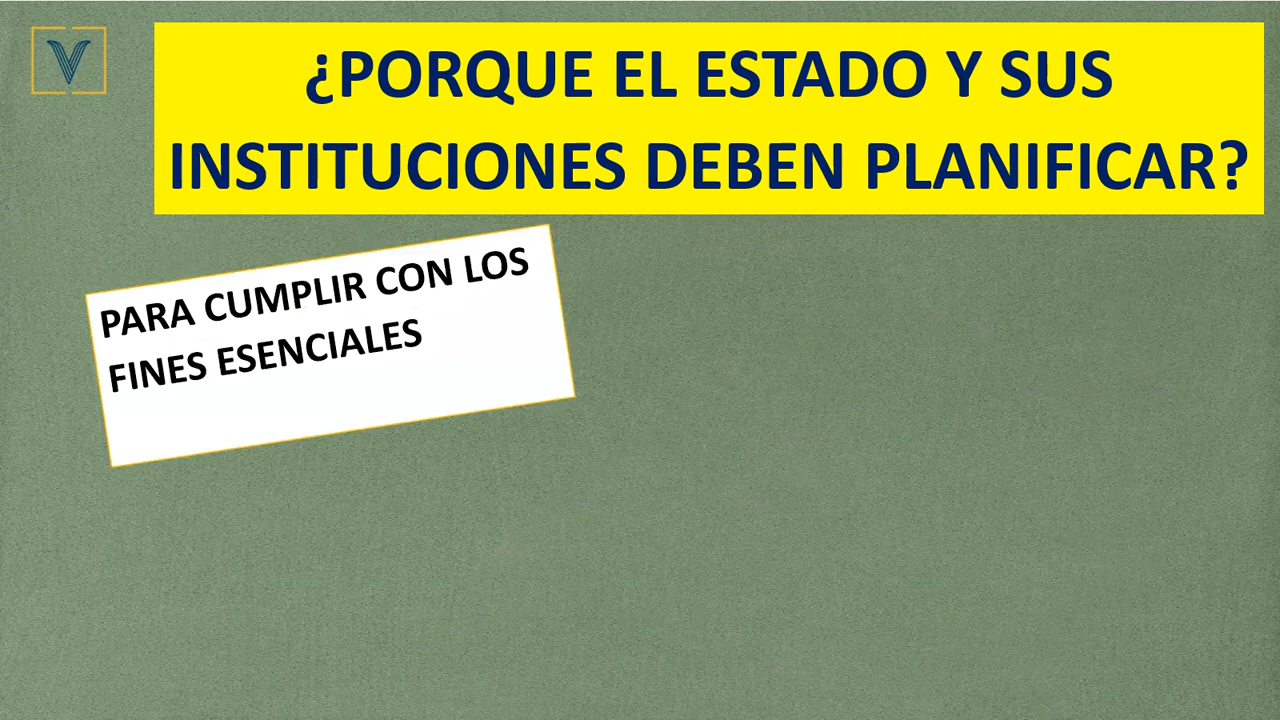 V
¿PORQUE EL ESTADO Y SUS
INSTITUCIONES DEBEN PLANIFICAR?
PARA CUMPLIR CON LOS
FINES ESENCIALES